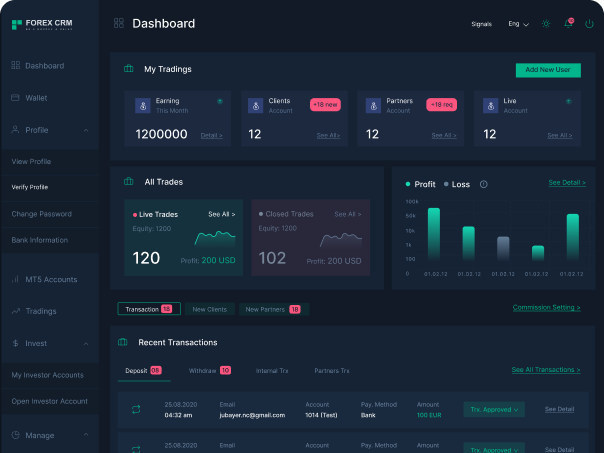 FOREX CRM
Dashboard
Signals
Eng
Dashboard
Wallet
Profile
View Profile
Verify Profile
Change Password
Bank Information
MT5 Accounts
Tradings
Invest
My Investor Accounts
Open Investor Account
Manage
My Tradings
Add New User
Earning
This Month
1200000
Detail >
Clients
Account
+18 new
12
See All>
Partners
Account
+18 req
12
See All>
Live
Account
12
See All>
All Trades
Live Trades
See All >
Equity: 1200
120
Profit: 200 USD
Closed Trades
See All >
Equity: 1200
102
Profit: 200 USD
Profit
Loss
See Detail >
100k
50k
10k
1k
100
0
01.02.12
01.02.12
01.02.12
01.02.12
01.02.12
Transaction 18
New Clients
New Partners 18
Commission Setting >
Recent Transactions
Deposit 08
Withdraw 10
Internal Trx
Partners Trx
See All Transactions >
25.08.2020
Email
Account
Pay. Method
Amount
04:32 am
jubayer.nc@gmail.com
1014 (Test)
Bank
100 EUR
Trx. Approved
See Detail
25.08.2020
Email
Account
Pay. Method
Amount
Trx. Approved
See Detail